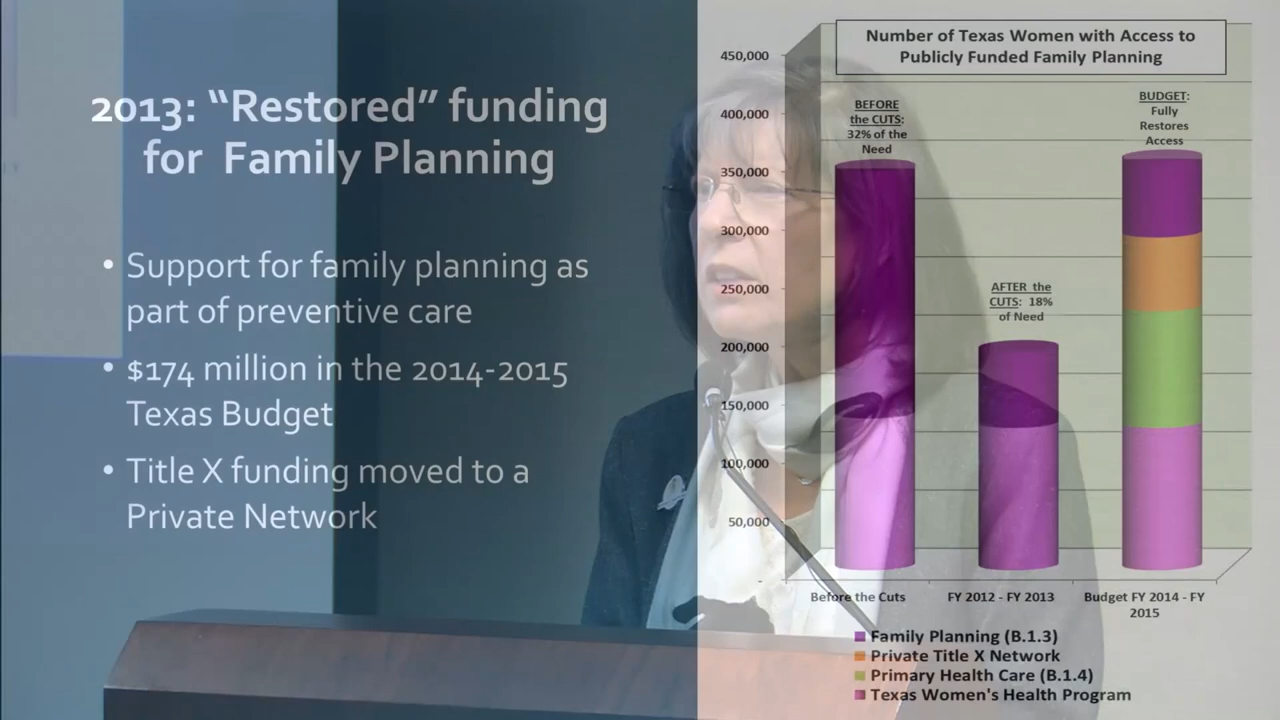 2013: “Restored” funding
for Family Planning
• Support for family planning as
part of preventive care
• $174 million in the 2014-2015
Texas Budget
• Title X funding moved to a
Private Network
Number of Texas Women with Access to
Publicly Funded Family Planning
450,000
400,000
350,000
300,000
250,000
200,000
150,000
100,000
50,000
-
BEFORE
the CUTS:
32% of the
Need
AFTER the
CUTS: 18%
of Need
BUDGET:
Fully
Restores
Access
Before the Cuts
FY 2012 - FY 2013
Budget FY 2014 - FY
2015
Family Planning (B.1.3)
Private Title X Network
Primary Health Care (B.1.4)
Texas Women's Health Program